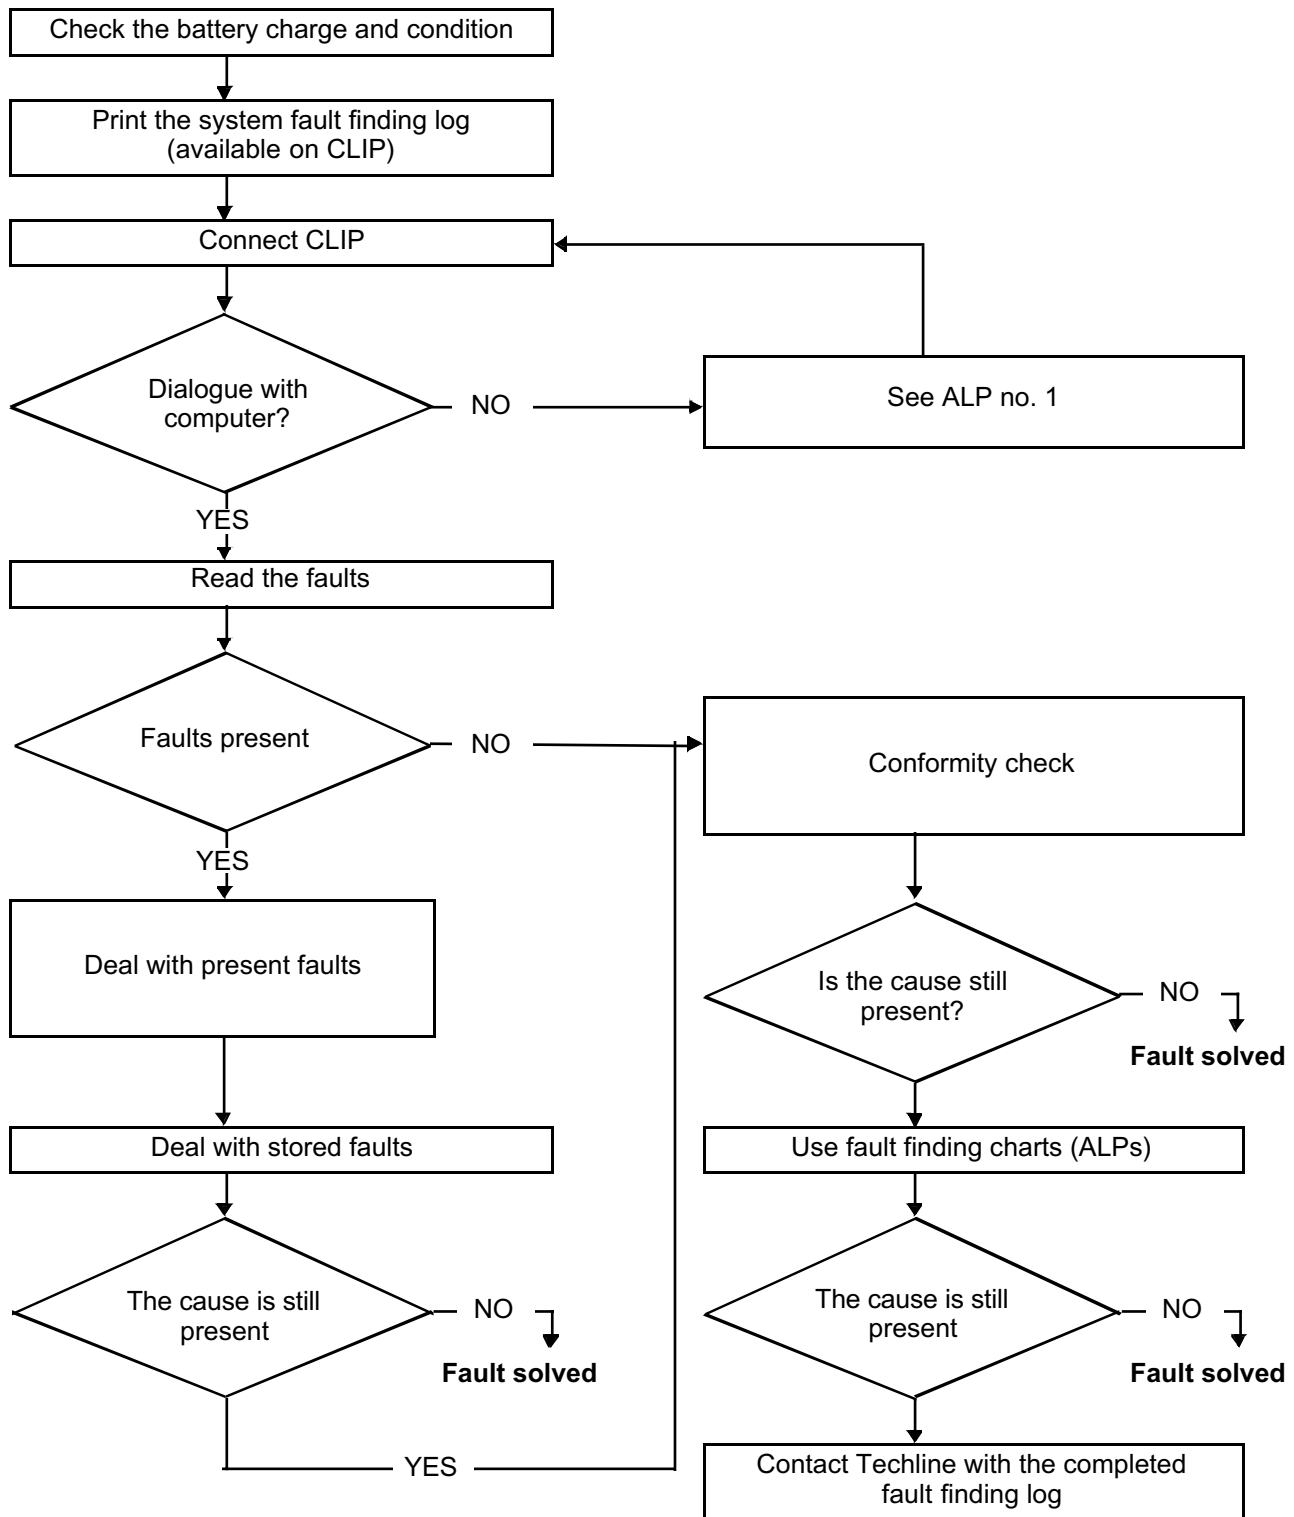 Check the battery charge and condition
Print the system fault finding log
(available on CLIP)
Connect CLIP
Dialogue with
computer?
NO
See ALP no. 1
YES
Read the faults
Faults present
NO
Conformity check
YES
Deal with present faults
Is the cause still
present?
NO
Fault solved
Deal with stored faults
Use fault finding charts (ALPs)
The cause is still
present
NO
Fault solved
The cause is still
present
NO
Fault solved
YES
Contact Techline with the completed
fault finding log